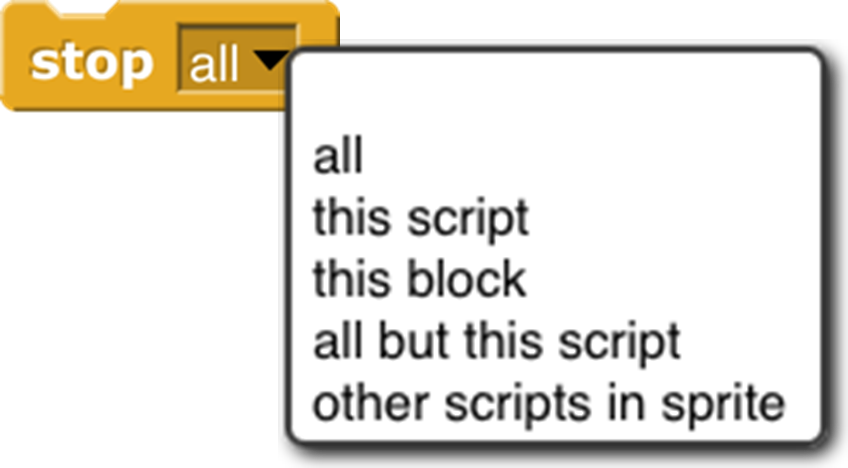 stop all
all
this script
this block
all but this script
other scripts in sprite